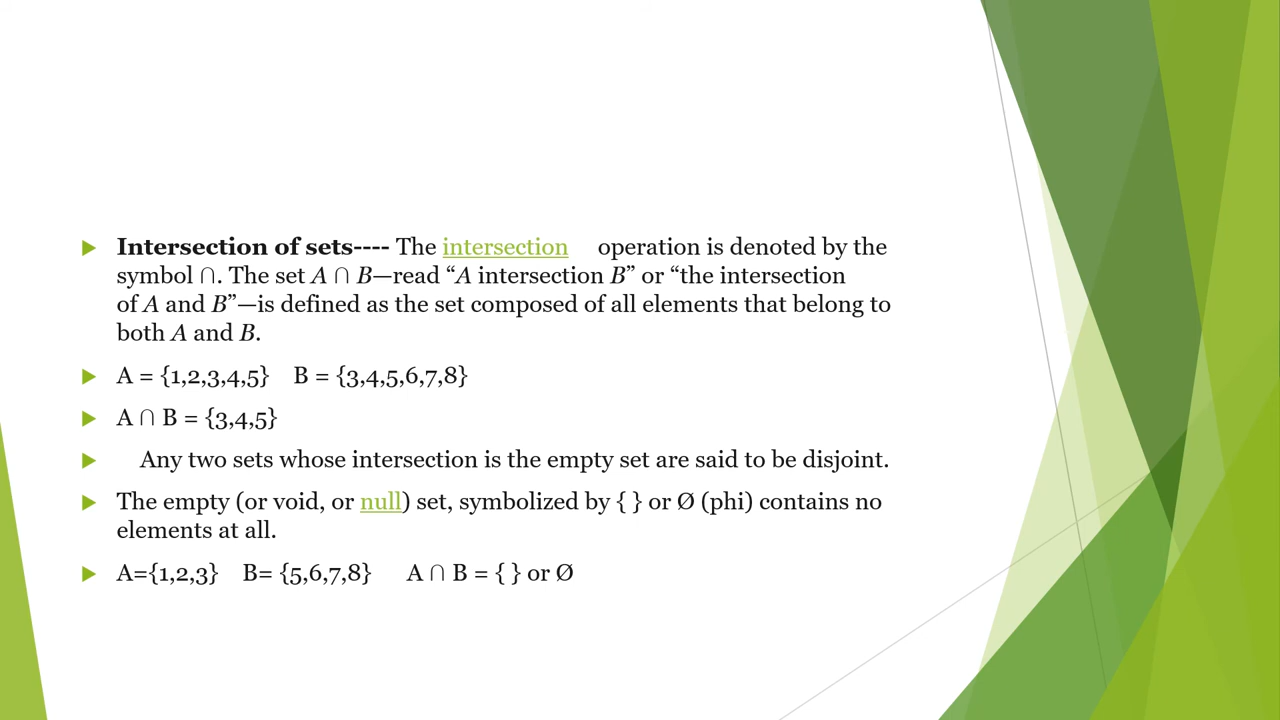 Intersection of sets---- The intersection operation is denoted by the
symbol ∩. The set A ∩ B—read “A intersection B” or “the intersection
of A and B”—is defined as the set composed of all elements that belong to
both A and B.
A = {1,2,3,4,5} B = {3,4,5,6,7,8}
A ∩ B = {3,4,5}
Any two sets whose intersection is the empty set are said to be disjoint.
The empty (or void, or null) set, symbolized by { } or Ø (phi) contains no
elements at all.
A={1,2,3} B= {5,6,7,8} A ∩ B = { } or Ø